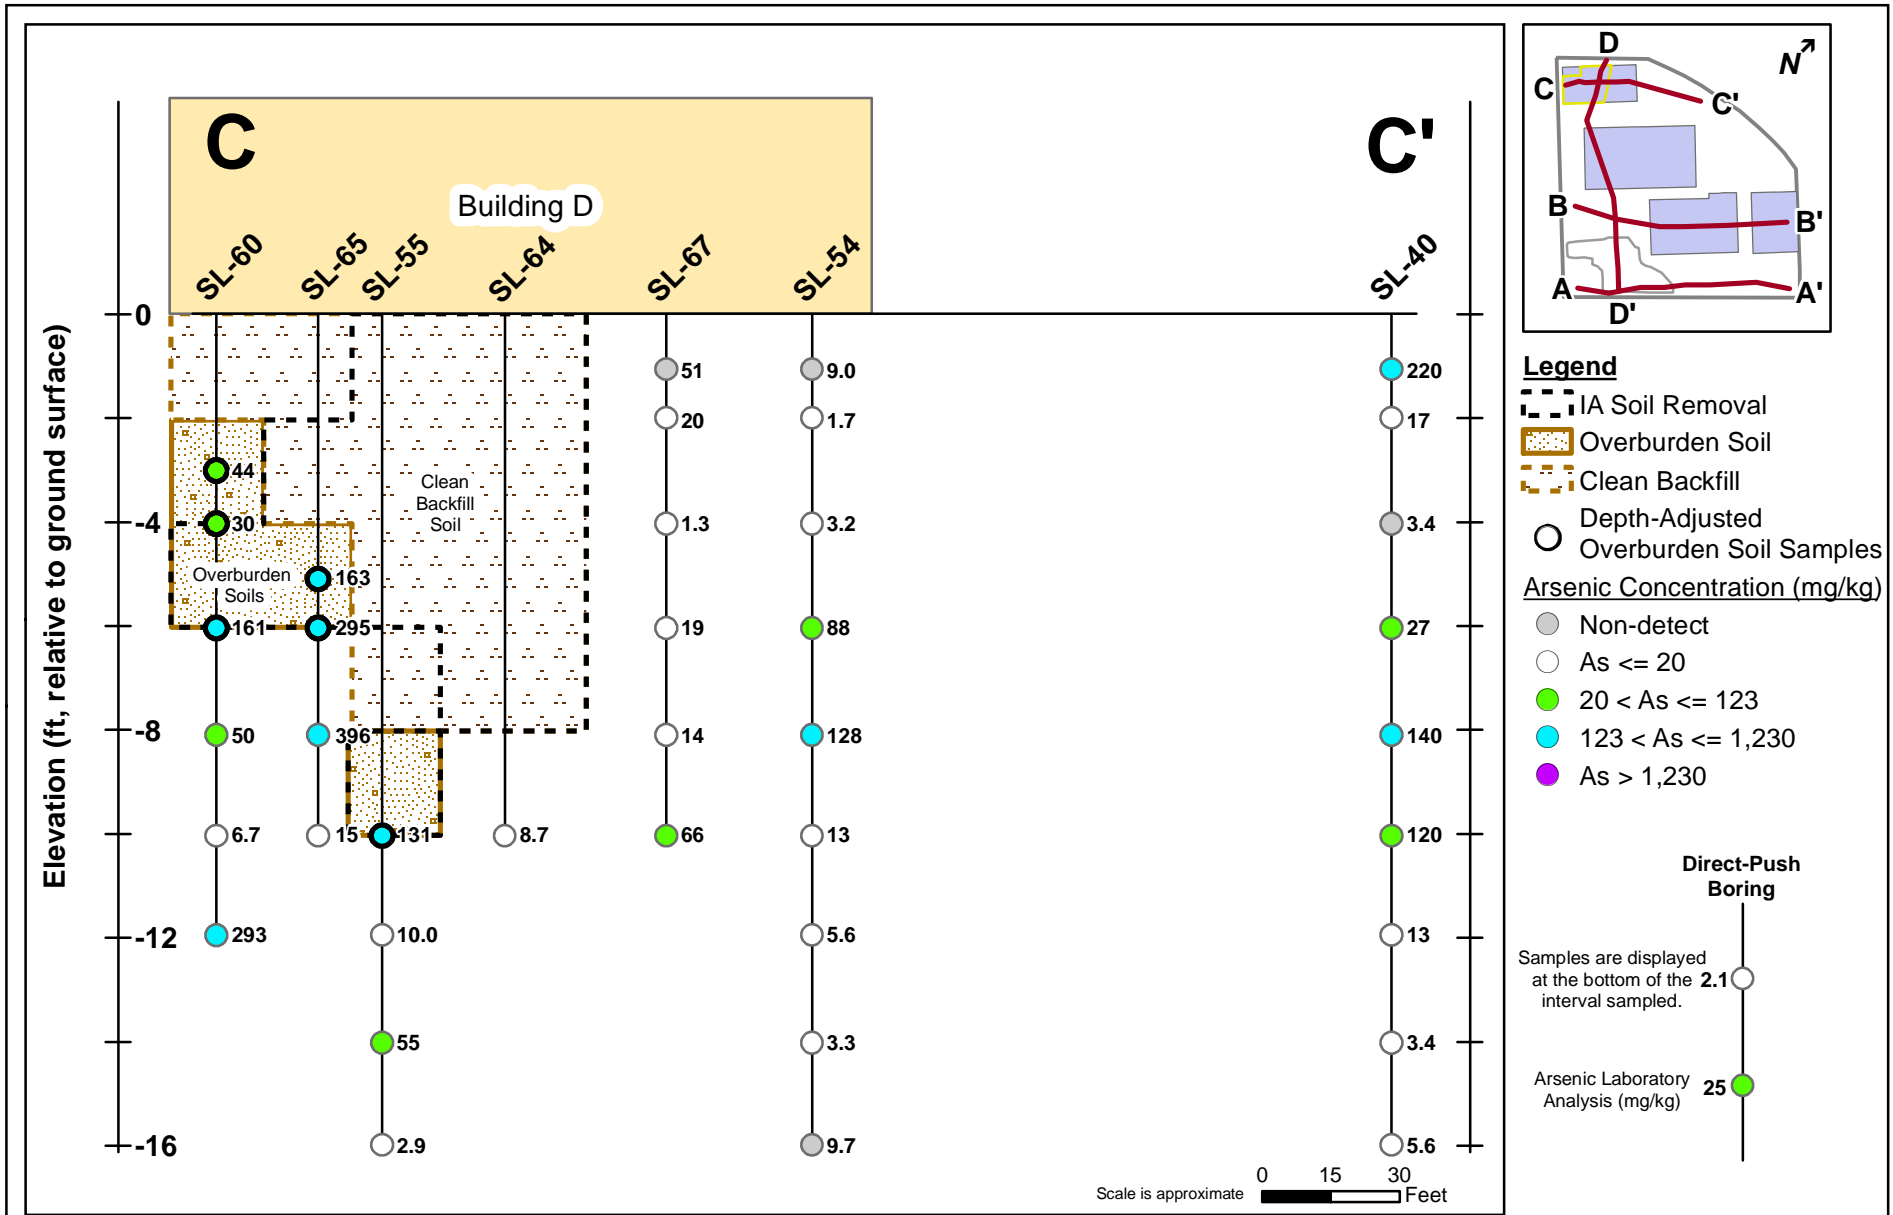 C
C'
Building D
SL-60
SL-65
SL-55
SL-64
SL-67
SL-54
SL-40
Elevation (ft, relative to ground surface)
0
-4
-8
-12
-16
44
30
161
50
6.7
293
163
295
396
15
131
10.0
55
2.9
8.7
51
20
1.3
19
14
66
9.0
1.7
3.2
88
128
13
5.6
3.3
9.7
220
17
3.4
27
140
120
13
3.4
5.6
Clean
Backfill
Soil
Overburden
Soils
Scale is approximate
0 15 30
Feet
D
N
C
C'
B
B'
A
A'
D'
Legend
IA Soil Removal
Overburden Soil
Clean Backfill
Depth-Adjusted
Overburden Soil Samples
Arsenic Concentration (mg/kg)
Non-detect
As <= 20
20 < As <= 123
123 < As <= 1,230
As > 1,230
Direct-Push
Boring
Samples are displayed
at the bottom of the
interval sampled.
2.1
Arsenic Laboratory
Analysis (mg/kg)
25